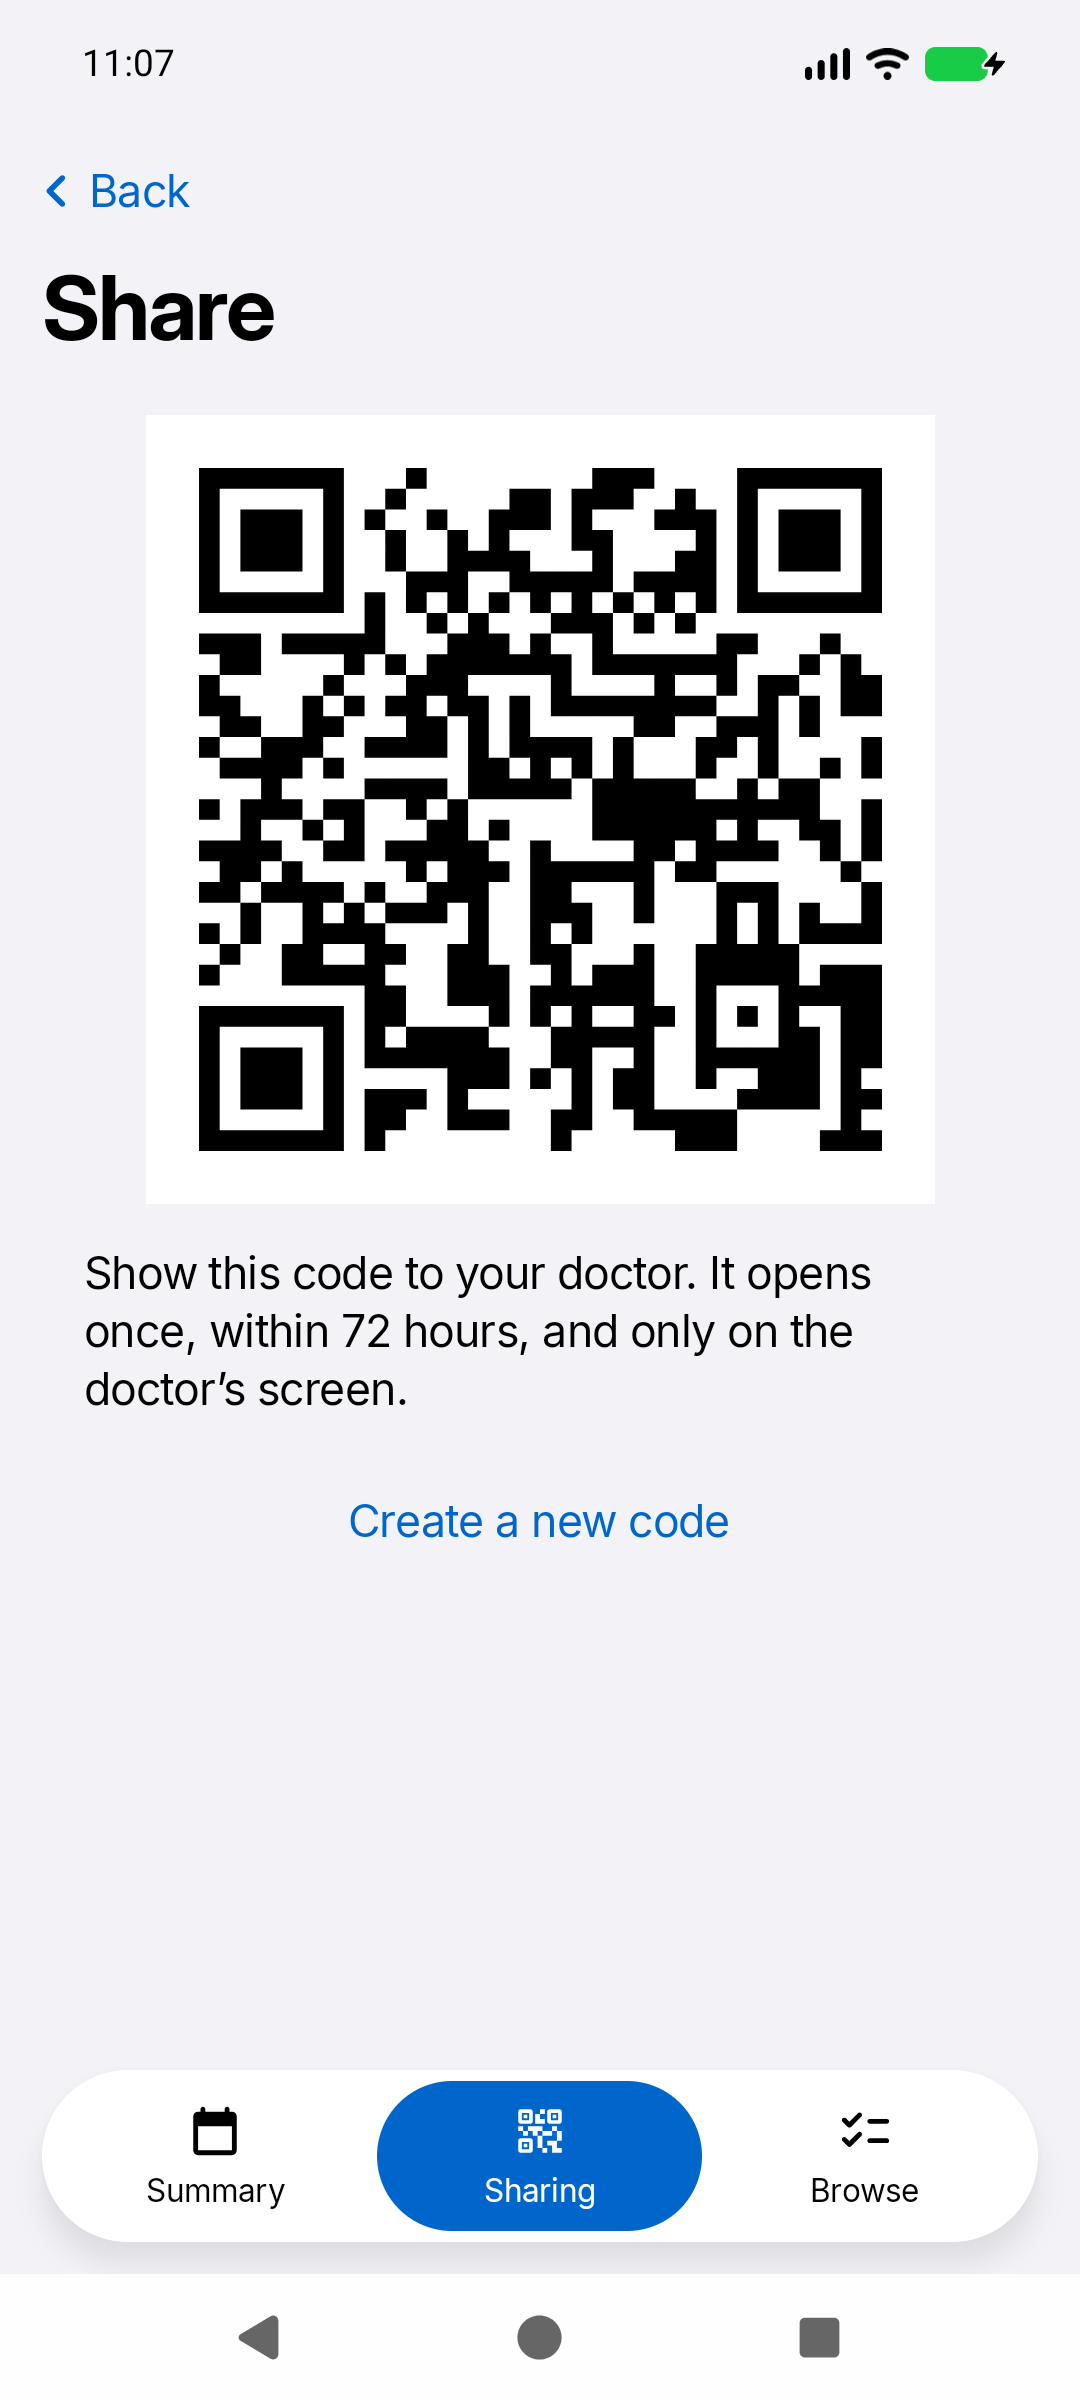 11:07
Back
Share
Show this code to your doctor. It opens
once, within 72 hours, and only on the
doctor’s screen.
Create a new code
Summary
Sharing
Browse